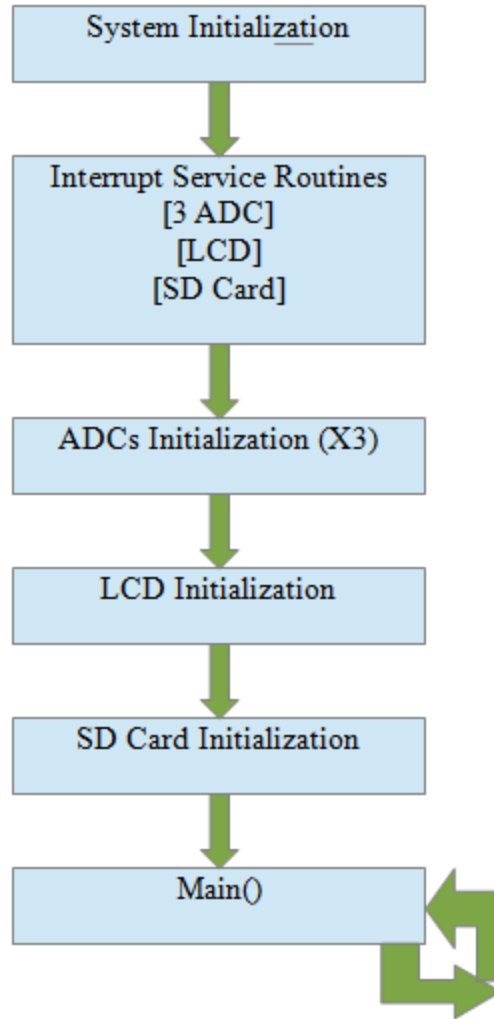 System Initialization
Interrupt Service Routines
[3 ADC]
[LCD]
[SD Card]
ADCs Initialization (X3)
LCD Initialization
SD Card Initialization
Main()